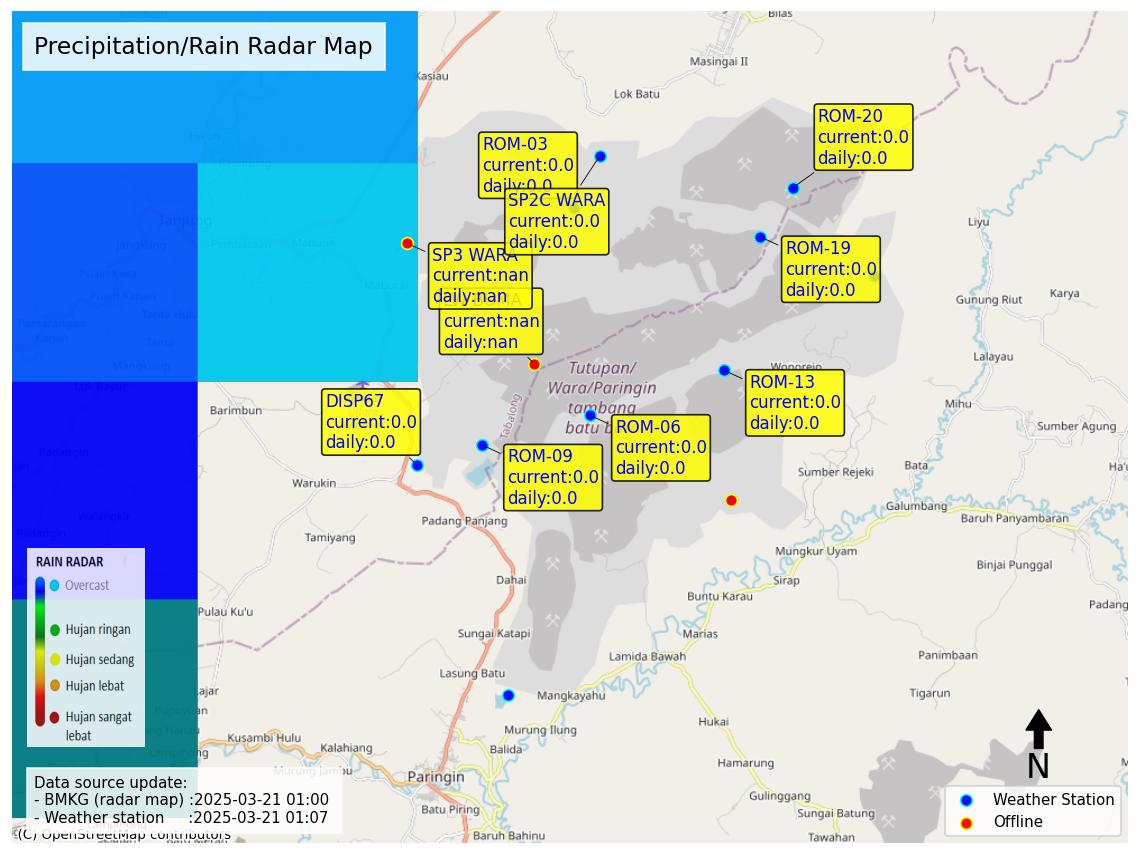 Precipitation/Rain Radar Map
Bilas
Masingai II
Kasiau
Lok Batu
ROM-20
current:0.0
daily:0.0
ROM-03
current:0.0
daily:0.0
SP2C WARA
current:0.0
daily:0.0
Tanjung
Liyu
SP3 WARA
current:nan
daily:nan
ROM-19
current:0.0
daily:0.0
current:nan
daily:nan
Gunung Riut
Karya
Lalayau
Wonorejo
Tutupan/
Wara/Paringin
tambang
batu
ROM-13
current:0.0
daily:0.0
Tabalong
DISP67
current:0.0
daily:0.0
Barimbun
Mihu
ROM-06
current:0.0
daily:0.0
Sumber Agung
ROM-09
current:0.0
daily:0.0
Bata
Sumber Rejeki
Warukin
Galumbang
Baruh Panyambaran
Padang Panjang
Tamiyang
Mungkur Uyam
Binjai Punggal
Dahai
Sirap
Buntu Karau
Padang
Pulau Ku'u
Sungai Katapi
Marias
Lamida Bawah
Panimbaan
Lasung Batu
Mangkayahu
Tigarun
Hukai
Murung Ilung
Kusambi Hulu
Kalahiang
Balida
Hamarung
Murung Jambu
Paringin
Gulinggang
Batu Piring
Sungai Batung
Baruh Bahinu
Tawahan
RAIN RADAR
Overcast
Hujan ringan
Hujan sedang
Hujan lebat
Hujan sangat
lebat
Data source update:
- BMKG (radar map) :2025-03-21 01:00
- Weather station :2025-03-21 01:07
(C) OpenStreetMap contributors
N
Weather Station
Offline